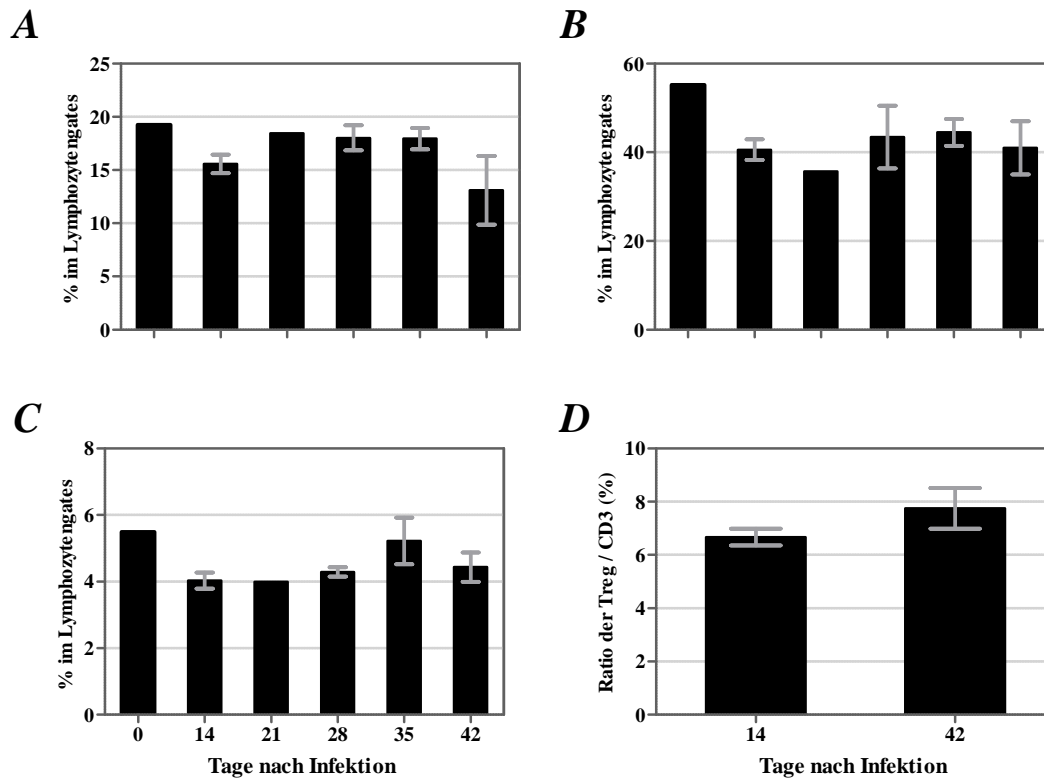 A
% im Lymphozytengates
25
20
15
10
5
0
B
% im Lymphozytengates
60
40
20
0
C
% im Lymphozytengates
8
6
4
2
0
0 14 21 28 35 42
Tage nach Infektion
D
Ratio der Treg / CD3 (%)
10
8
6
4
2
0
14 42
Tage nach Infektion